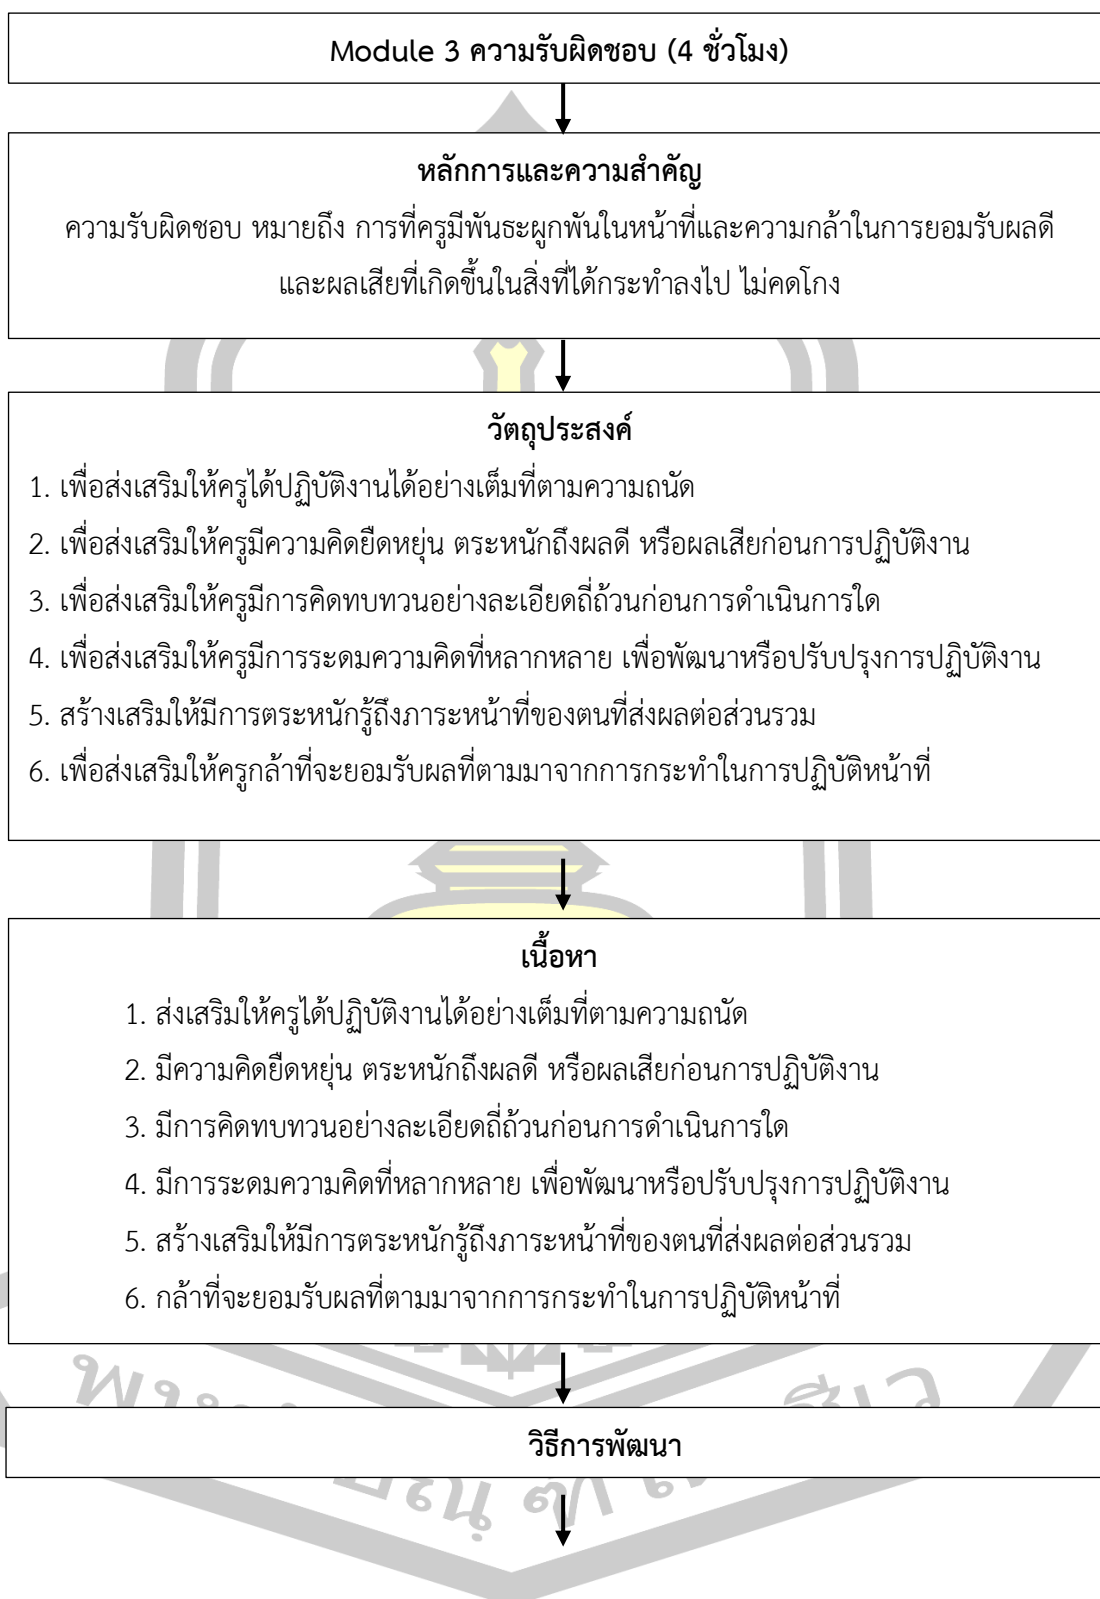 Module 3 ความรับผิดชอบ (4 ชั่วโมง)
หลักการและความสำคัญ
ความรับผิดชอบ หมายถึง การที่ครูมีพันธะผูกพันในหน้าที่และความกล้าในการยอมรับผลดี
และผลเสียที่เกิดขึ้นในสิ่งที่ได้กระทำลงไป ไม่คดโกง
วัตถุประสงค์
1. เพื่อส่งเสริมให้ครูได้ปฏิบัติงานได้อย่างเต็มที่ตามความถนัด
2. เพื่อส่งเสริมให้ครูมีความคิดยืดหยุ่น ตระหนักถึงผลดี หรือผลเสียก่อนการปฏิบัติงาน
3. เพื่อส่งเสริมให้ครูมีการคิดทบทวนอย่างละเอียดถี่ถ้วนก่อนการดำเนินการใด
4. เพื่อส่งเสริมให้ครูมีการระดมความคิดที่หลากหลาย เพื่อพัฒนาหรือปรับปรุงการปฏิบัติงาน
5. สร้างเสริมให้มีการตระหนักรู้ถึงภาระหน้าที่ของตนที่ส่งผลต่อส่วนรวม
6. เพื่อส่งเสริมให้ครูกล้าที่จะยอมรับผลที่ตามมาจากการกระทำในการปฏิบัติหน้าที่
เนื้อหา
1. ส่งเสริมให้ครูได้ปฏิบัติงานได้อย่างเต็มที่ตามความถนัด
2. มีความคิดยืดหยุ่น ตระหนักถึงผลดี หรือผลเสียก่อนการปฏิบัติงาน
3. มีการคิดทบทวนอย่างละเอียดถี่ถ้วนก่อนการดำเนินการใด
4. มีการระดมความคิดที่หลากหลาย เพื่อพัฒนาหรือปรับปรุงการปฏิบัติงาน
5. สร้างเสริมให้มีการตระหนักรู้ถึงภาระหน้าที่ของตนที่ส่งผลต่อส่วนรวม
6. กล้าที่จะยอมรับผลที่ตามมาจากการกระทำในการปฏิบัติหน้าที่
วิธีการพัฒนา